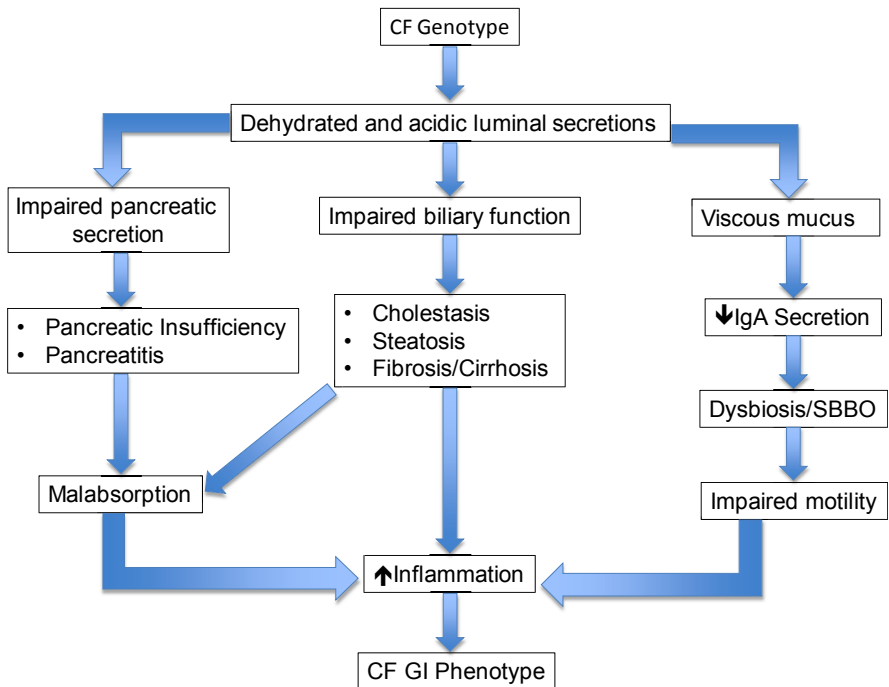 CF Genotype
Dehydrated and acidic luminal secretions
Impaired pancreatic
secretion
Impaired biliary function
Viscous mucus
• Pancreatic Insufficiency
• Pancreatitis
• Cholestasis
• Steatosis
• Fibrosis/Cirrhosis
↓IgA Secretion
Dysbiosis/SBBO
Malabsorption
Impaired motility
↑Inflammation
CF GI Phenotype